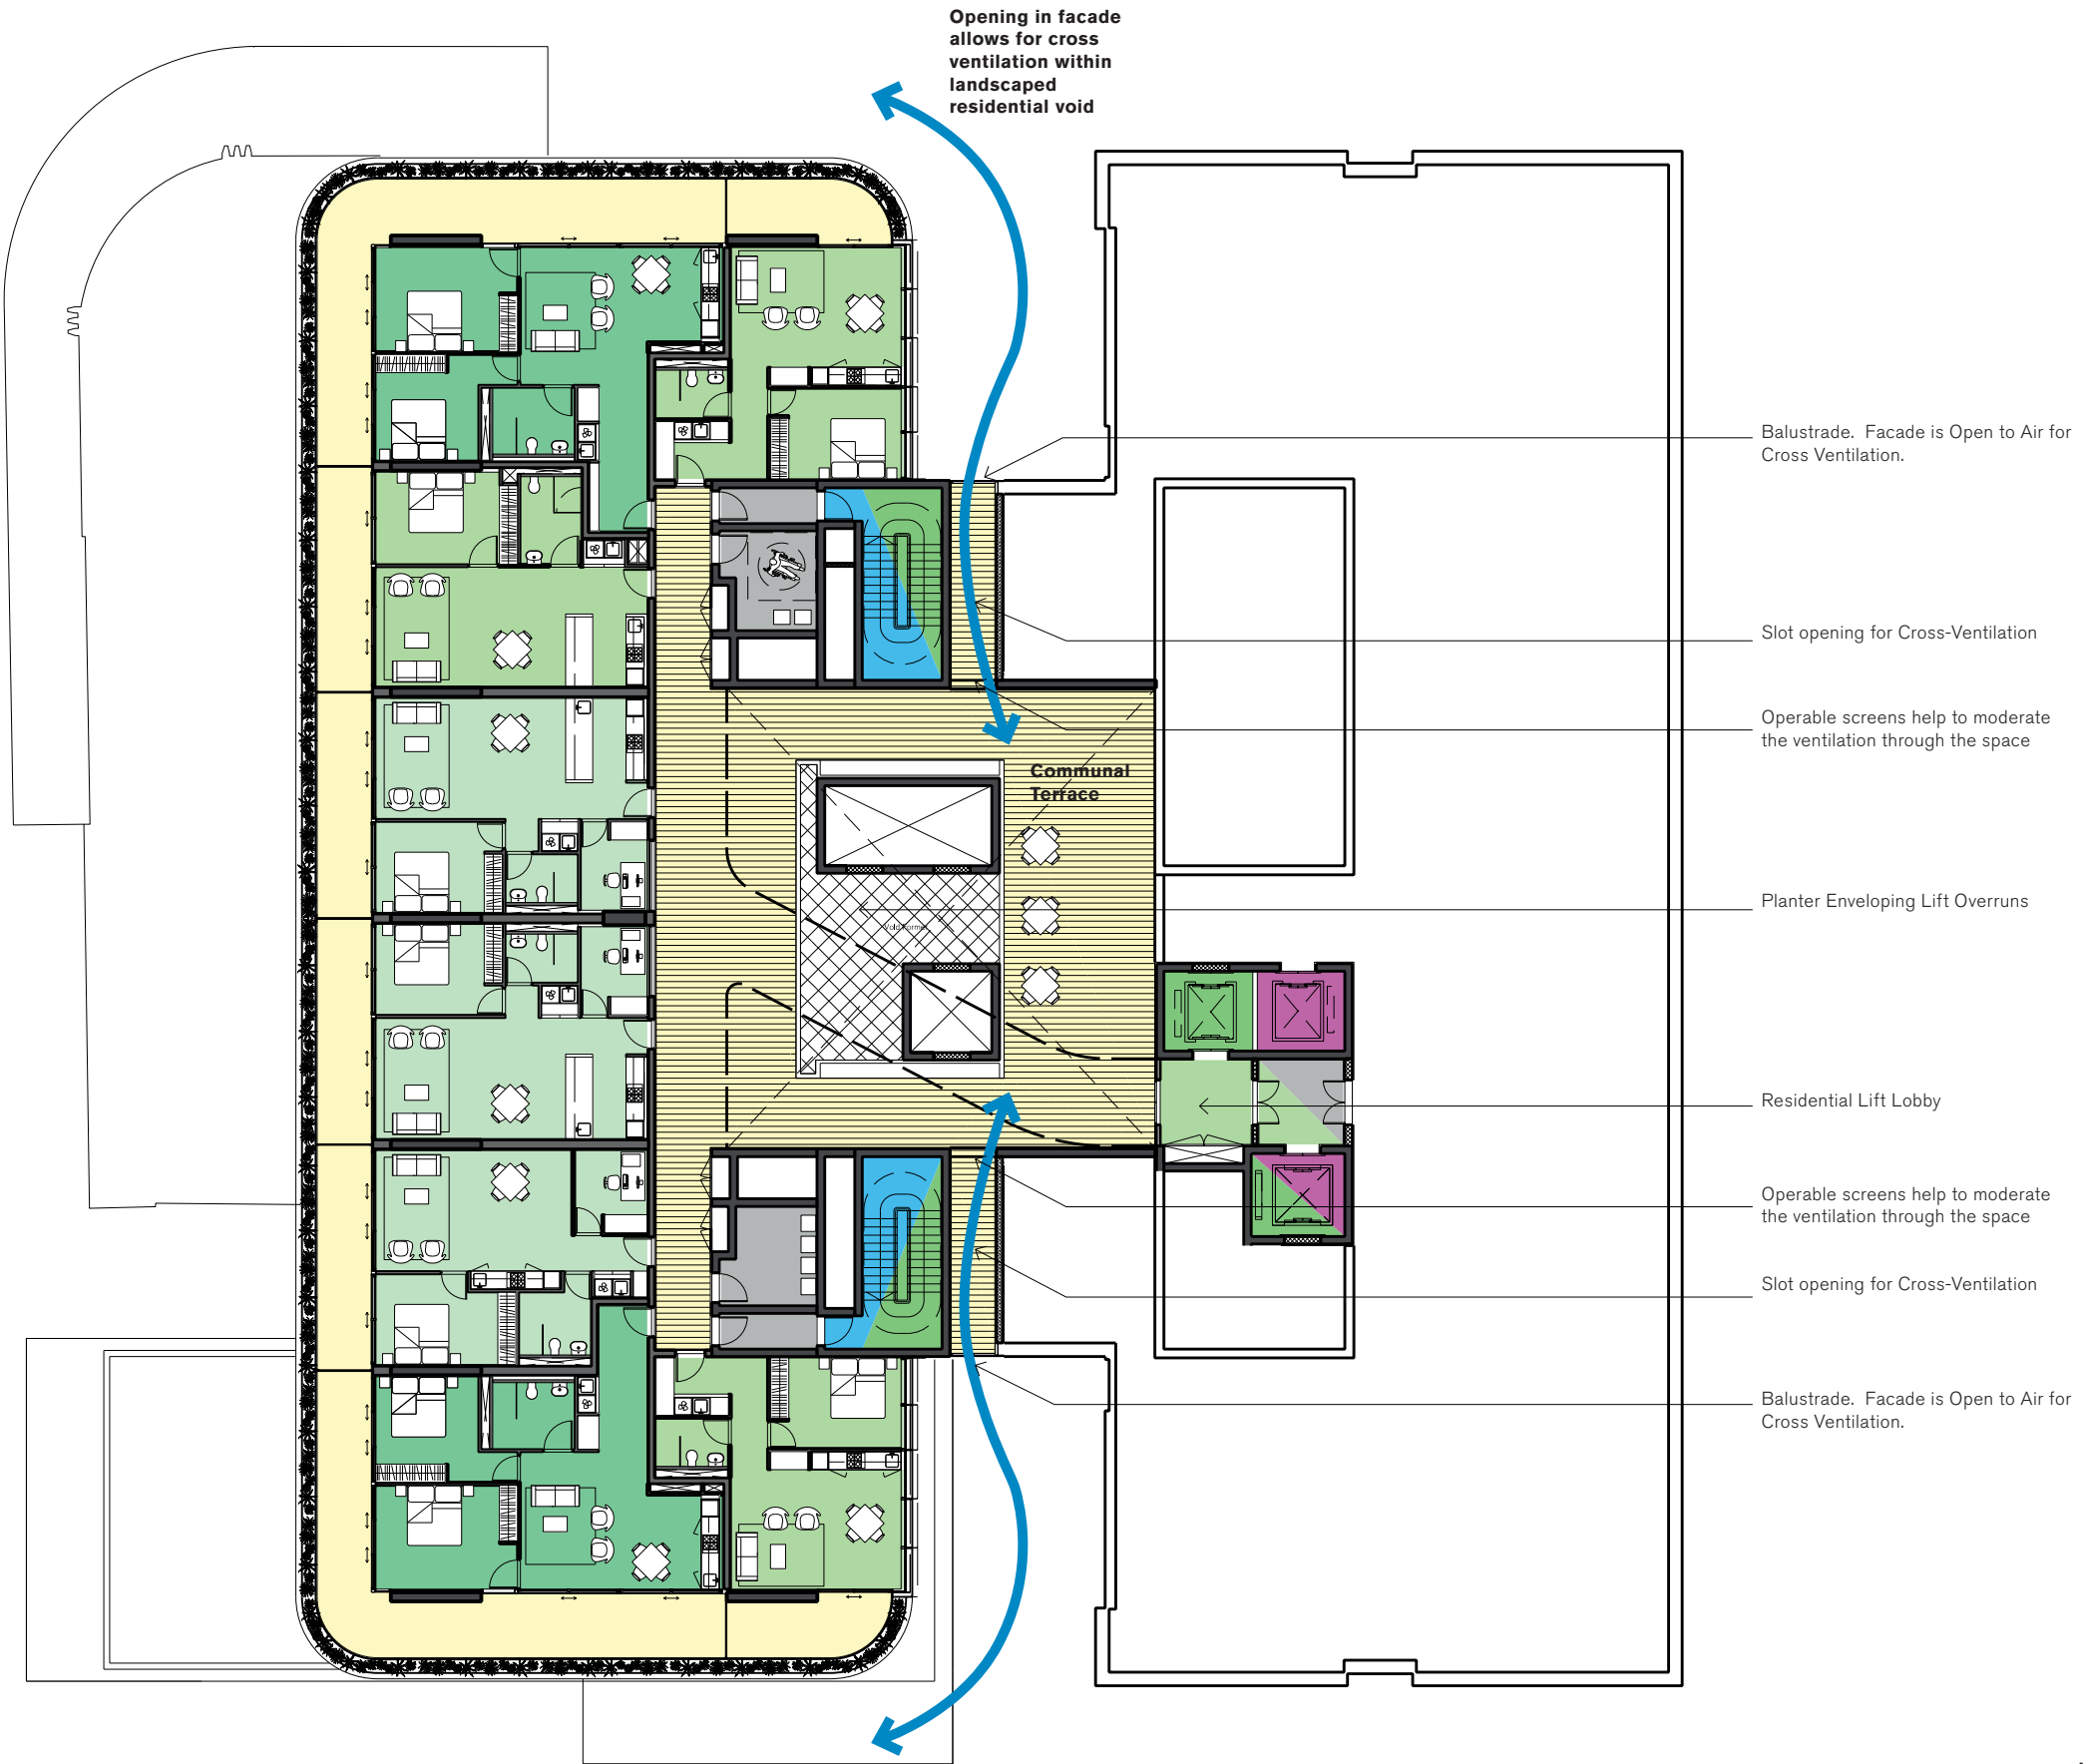 Opening in facade
allows for cross
ventilation within
landscaped
residential void
Balustrade.  Facade is Open to Air for
Cross Ventilation.
Slot opening for Cross-Ventilation
Operable screens help to moderate
the ventilation through the space
Communal
Terrace
Planter Enveloping Lift Overruns
Void
Residential Lift Lobby
Operable screens help to moderate
the ventilation through the space
Slot opening for Cross-Ventilation
Balustrade.  Facade is Open to Air for
Cross Ventilation.